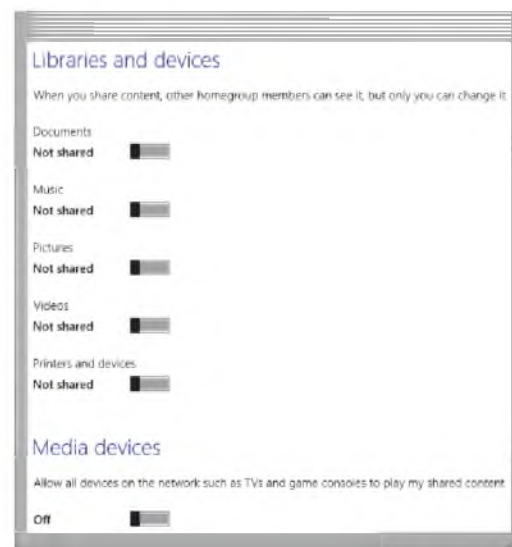 Libraries and devices
When you share content, other homegroup members can see it, but only you can change it
Documents
Not shared
Music
Not shared
Pictures
Not shared
Videos
Not shared
Printers and devices
Not shared
Media devices
Allow all devices on the network such as TVs and game consoles to play my shared content
Off